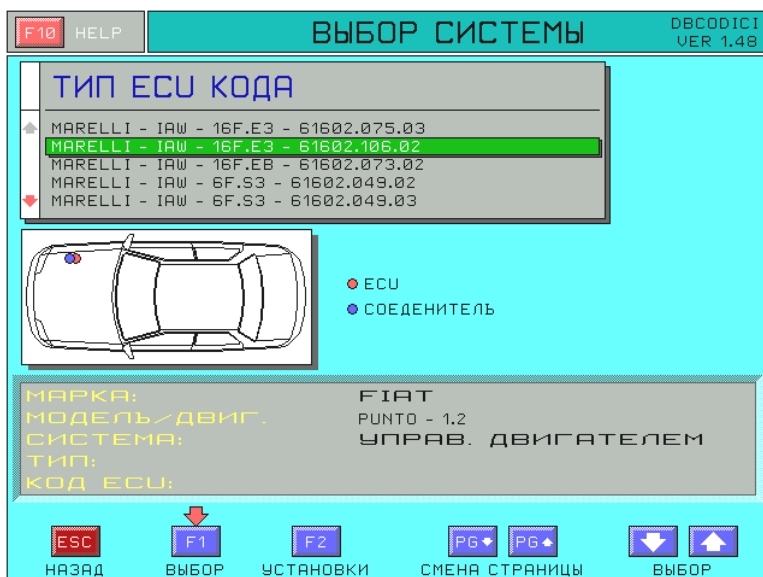 F10 HELP
ВЫБОР СИСТЕМЫ
DBCODICI
VER 1.48
ТИП ECU КОДА
MARELLI - IAW - 16F.E3 - 61602.075.03
MARELLI - IAW - 16F.E3 - 61602.106.02
MARELLI - IAW - 16F.EB - 61602.073.02
MARELLI - IAW - 6F.S3 - 61602.049.02
MARELLI - IAW - 6F.S3 - 61602.049.03
ECU
СОЕДЕНИТЕЛЬ
МАРКА: FIAT
МОДЕЛЬ/ДВИГ. PUNTO - 1.2
СИСТЕМА: УПРАВ. ДВИГАТЕЛЕМ
ТИП:
КОД ECU:
ESC F1 F2 PG PG
НАЗАД ВЫБОР УСТАНОВКИ СМЕНА СТРАНИЦЫ ВЫБОР